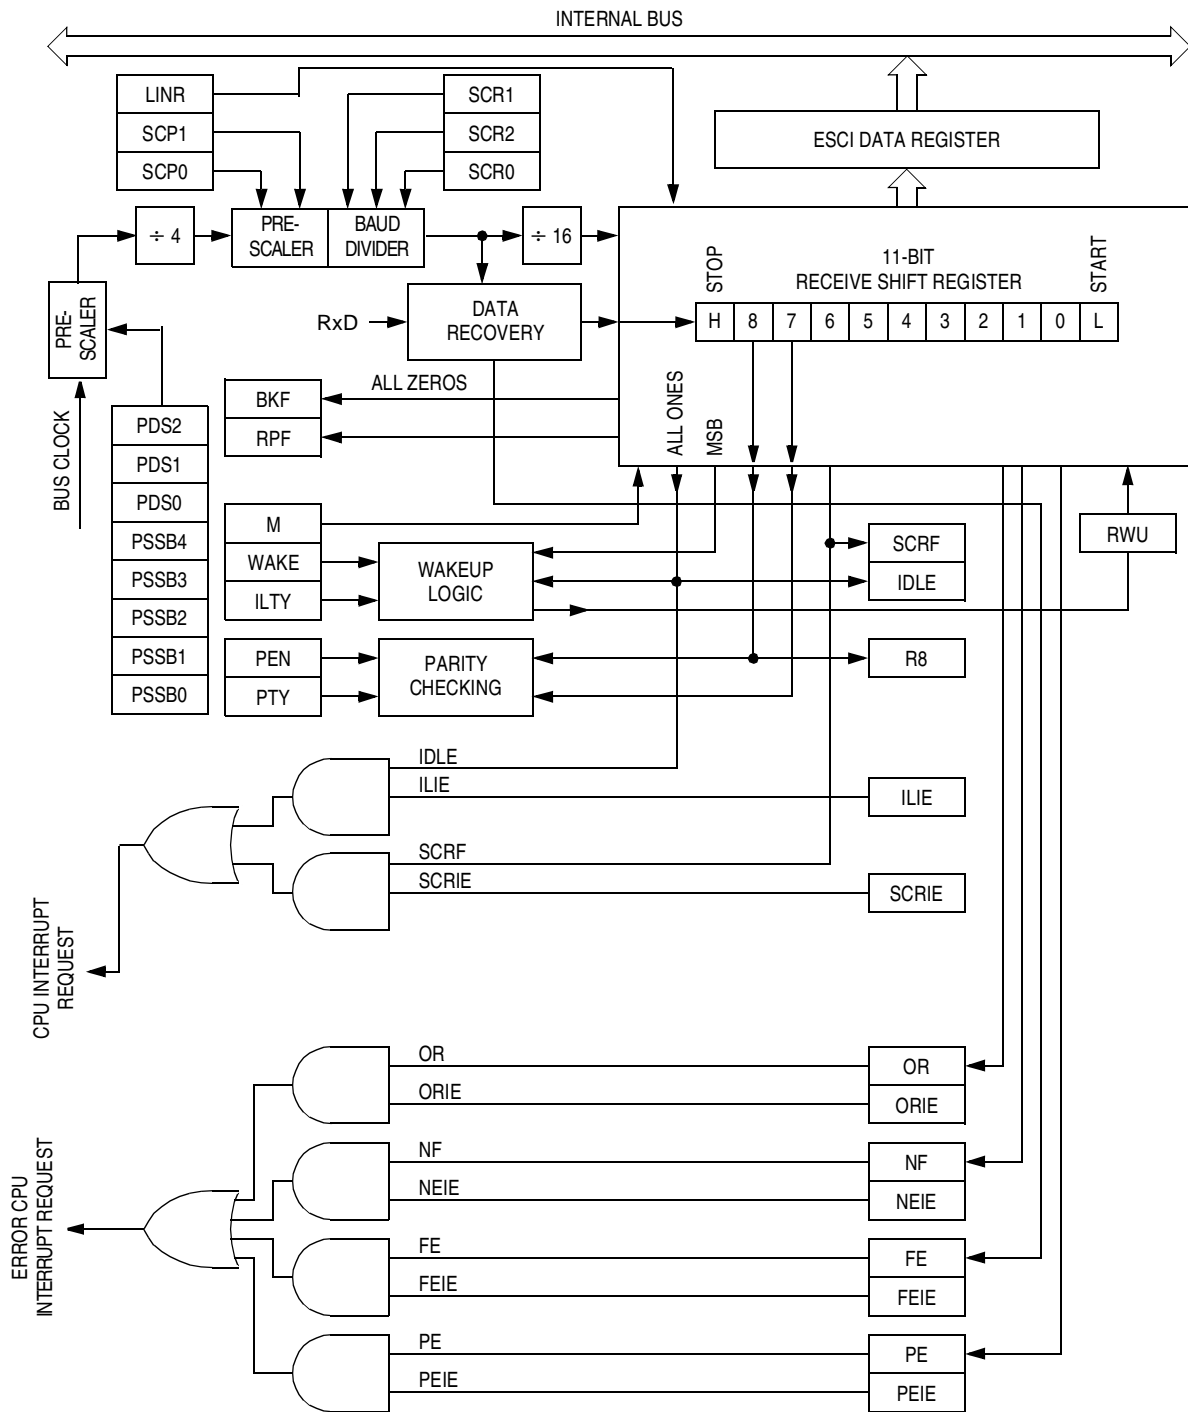 INTERNAL BUS
LINR
SCP1
SCP0
SCR1
SCR2
SCR0
ESCI DATA REGISTER
÷ 4
PRE-
SCALER
BAUD
DIVIDER
÷ 16
STOP
11-BIT
RECEIVE SHIFT REGISTER
START
H 8 7 6 5 4 3 2 1 0 L
PRE-
SCALER
RxD
DATA
RECOVERY
ALL ZEROS
BKF
RPF
ALL ONES
MSB
BUS CLOCK
PDS2
PDS1
PDS0
PSSB4
PSSB3
PSSB2
PSSB1
PSSB0
M
WAKE
ILTY
WAKEUP
LOGIC
SCRF
IDLE
RWU
PEN
PTY
PARITY
CHECKING
R8
IDLE
ILIE
ILIE
SCRF
SCRIE
SCRIE
CPU INTERRUPT
REQUEST
OR
ORIE
OR
ORIE
NF
NEIE
NF
NEIE
ERROR CPU
INTERRUPT REQUEST
FE
FEIE
FE
FEIE
PE
PEIE
PE
PEIE